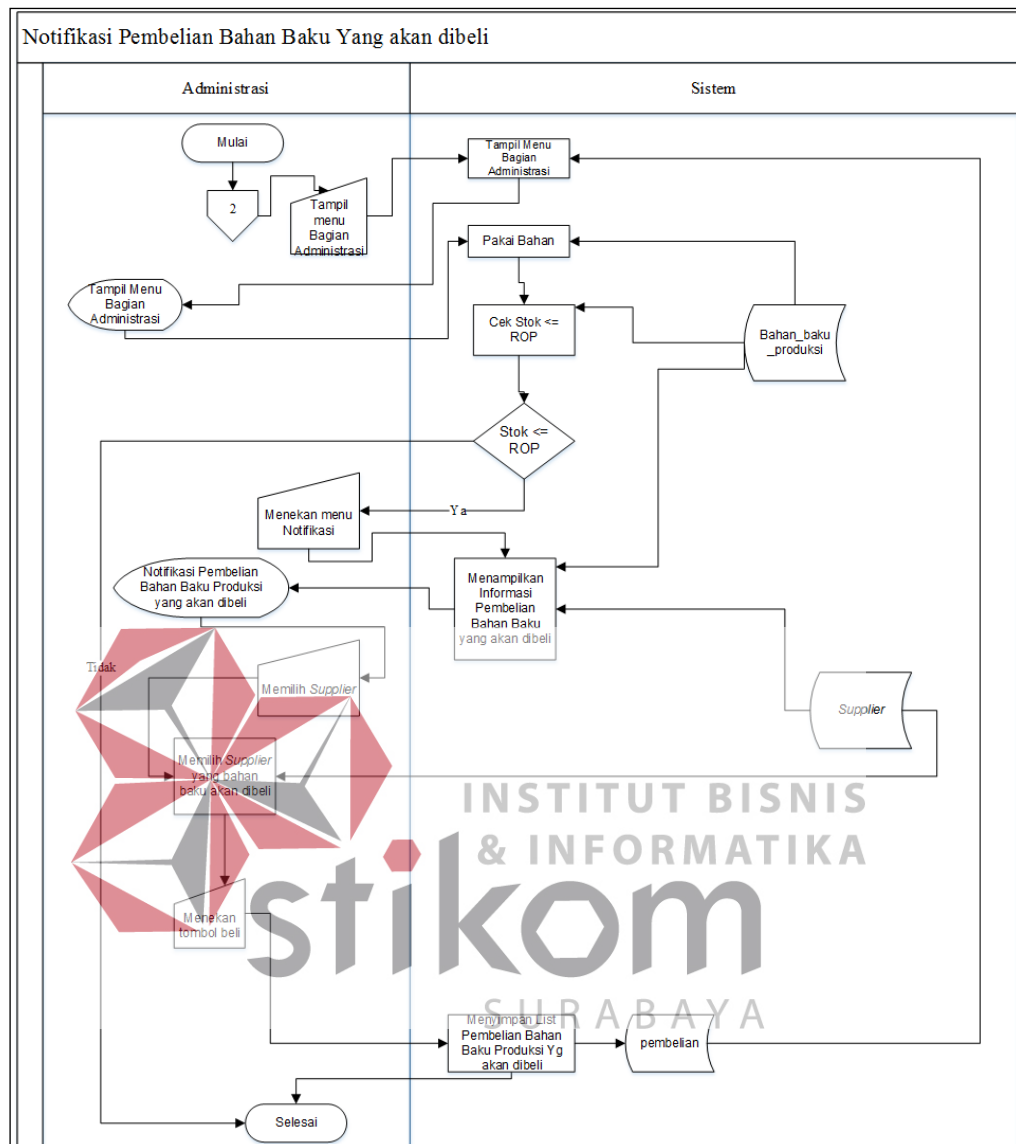 Notifikasi Pembelian Bahan Baku Yang akan dibeli
Administrasi
Sistem
Mulai
2
Tampil
menu
Bagian
Administrasi
Tampil Menu
Bagian
Administrasi
Tampil Menu
Bagian
Administrasi
Pakai Bahan
Cek Stok <=
ROP
Bahan_baku
_produksi
Stok <=
ROP
Ya
Tidak
Menekan menu
Notifikasi
Menampilkan
Informasi
Pembelian
Bahan Baku
yang akan dibeli
Notifikasi Pembelian
Bahan Baku Produksi
yang akan dibeli
Memilih Supplier
Supplier
Memilih Supplier
yang bahan
baku akan dibeli
Menekan
tombol beli
INSTITUT BISNIS
& INFORMATIKA
stikom
SURABAYA
Menyimpan List
Pembelian Bahan
Baku Produksi Yg
akan dibeli
pembelian
Selesai